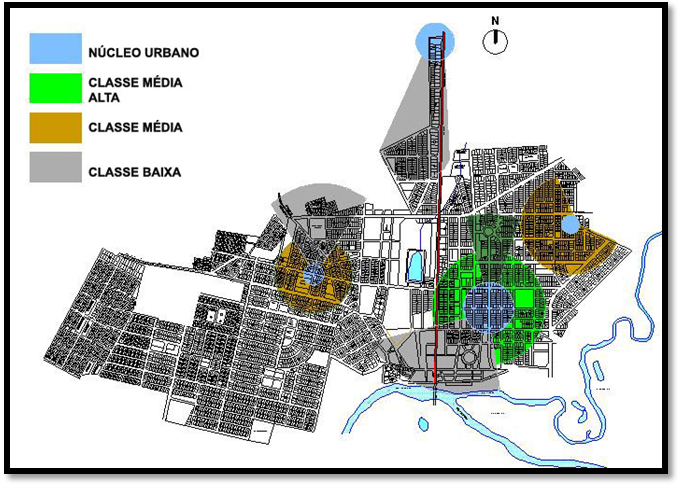 N
NÚCLEO URBANO
CLASSE MÉDIA
ALTA
CLASSE MÉDIA
CLASSE BAIXA